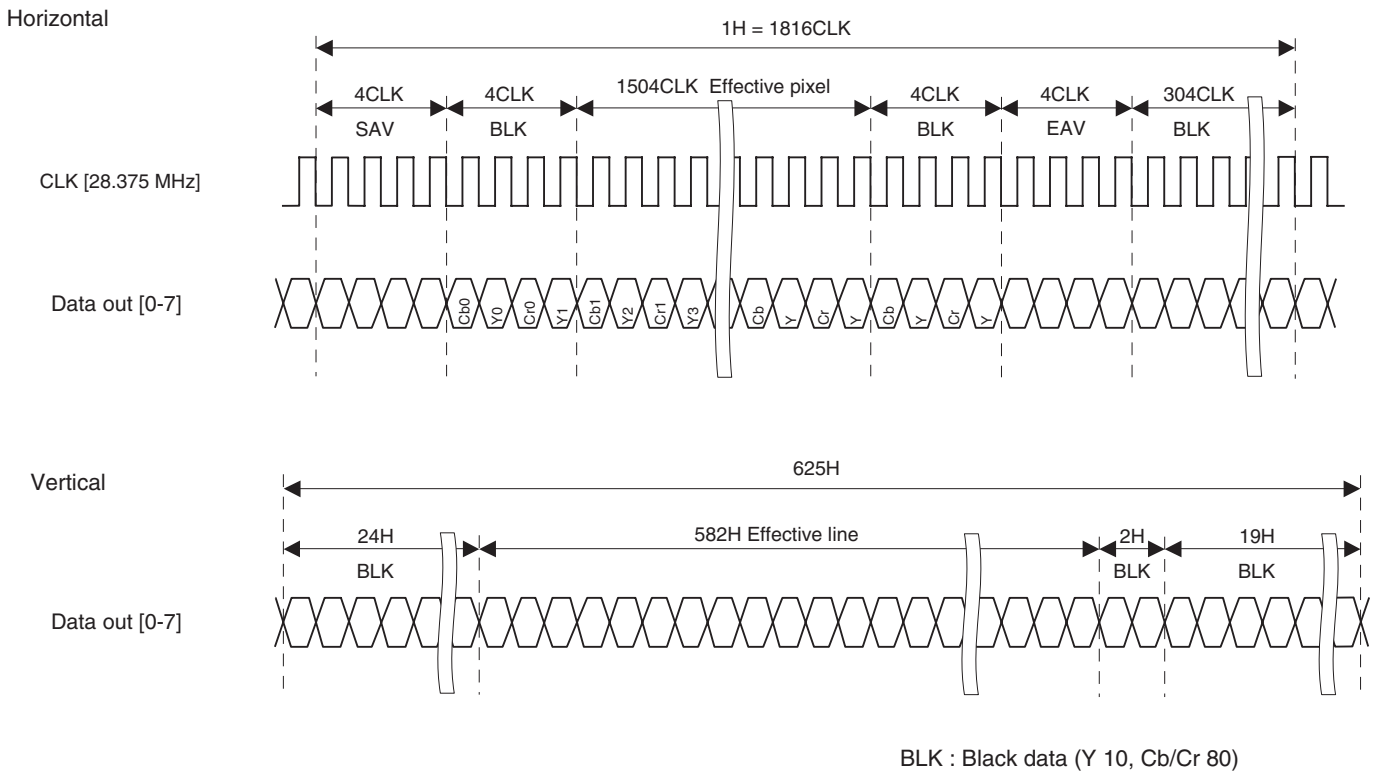 Horizontal
1H = 1816CLK
4CLK 4CLK 1504CLK Effective pixel 4CLK 4CLK 304CLK
SAV BLK BLK EAV BLK
CLK [28.375 MHz]
Data out [0-7]
Cb0 Y0 Cr0 Y1 Cb1 Y2 Cr1 Y3 Cb Y Cr Y Cb Y Cr Y
Vertical
625H
24H 582H Effective line 2H 19H
BLK BLK BLK
Data out [0-7]
BLK : Black data (Y 10, Cb/Cr 80)